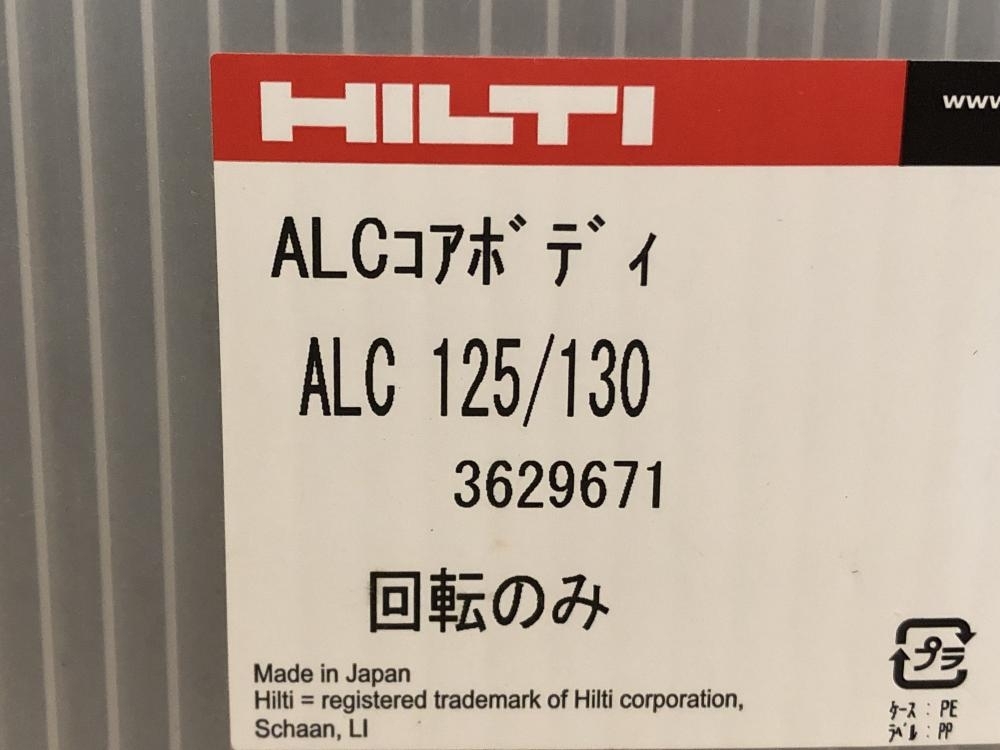 HILTI
www
ALCｺｱﾎﾞﾃﾞｨ
ALC 125/130
3629671
回転のみ
Made in Japan
Hilti = registered trademark of Hilti corporation,
Schaan, LI
プラ
ｹｰｽ : PE
ﾗﾍﾞﾙ : PP